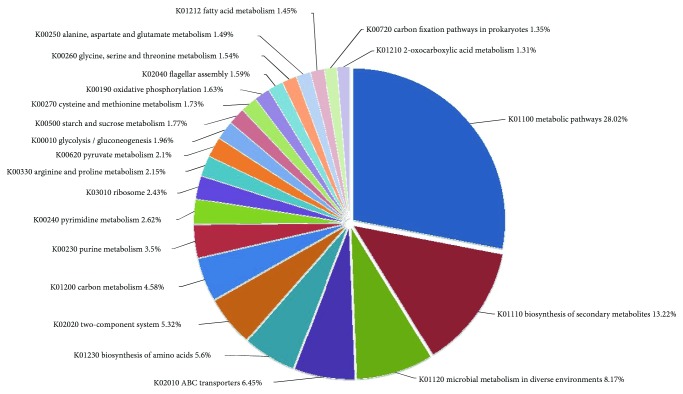 K01212 fatty acid metabolism 1.45%
K00250 alanine, aspartate and glutamate metabolism 1.49%
K00720 carbon fixation pathways in prokaryotes 1.35%
K00260 glycine, serine and threonine metabolism 1.54%
K01210 2-oxocarboxylic acid metabolism 1.31%
K02040 flagellar assembly 1.59%
K00190 oxidative phosphorylation 1.63%
K00270 cysteine and methionine metabolism 1.73%
K00500 starch and sucrose metabolism 1.77%
K01100 metabolic pathways 28.02%
K00010 glycolysis / gluconeogenesis 1.96%
K00620 pyruvate metabolism 2.1%
K00330 arginine and proline metabolism 2.15%
K03010 ribosome 2.43%
K00240 pyrimidine metabolism 2.62%
K00230 purine metabolism 3.5%
K01200 carbon metabolism 4.58%
K01110 biosynthesis of secondary metabolites 13.22%
K02020 two-component system 5.32%
K01230 biosynthesis of amino acids 5.6%
K01120 microbial metabolism in diverse environments 8.17%
K02010 ABC transporters 6.45%